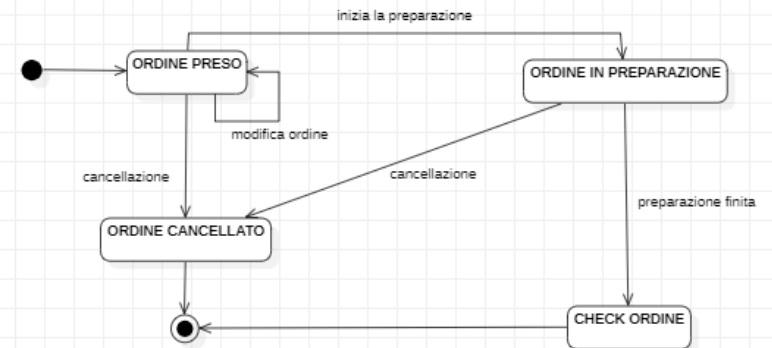 inizia la preparazione
ORDINE PRESO
ORDINE IN PREPARAZIONE
modifica ordine
cancellazione
cancellazione
preparazione finita
ORDINE CANCELLATO
CHECK ORDINE